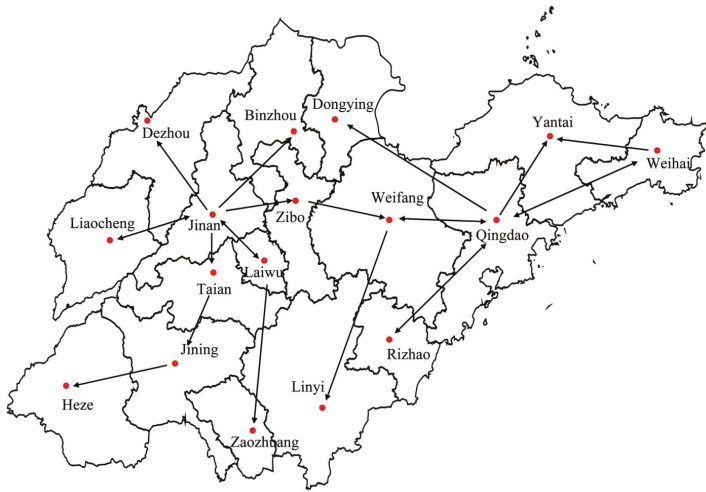 Dongying
Binzhou
Yantai
Dezhou
Weihai
Weifang
Liaocheng
Zibo
Jinan
Qingdao
Laiwu
Taian
Jining
Rizhao
Linyi
Heze
Zaozhuang